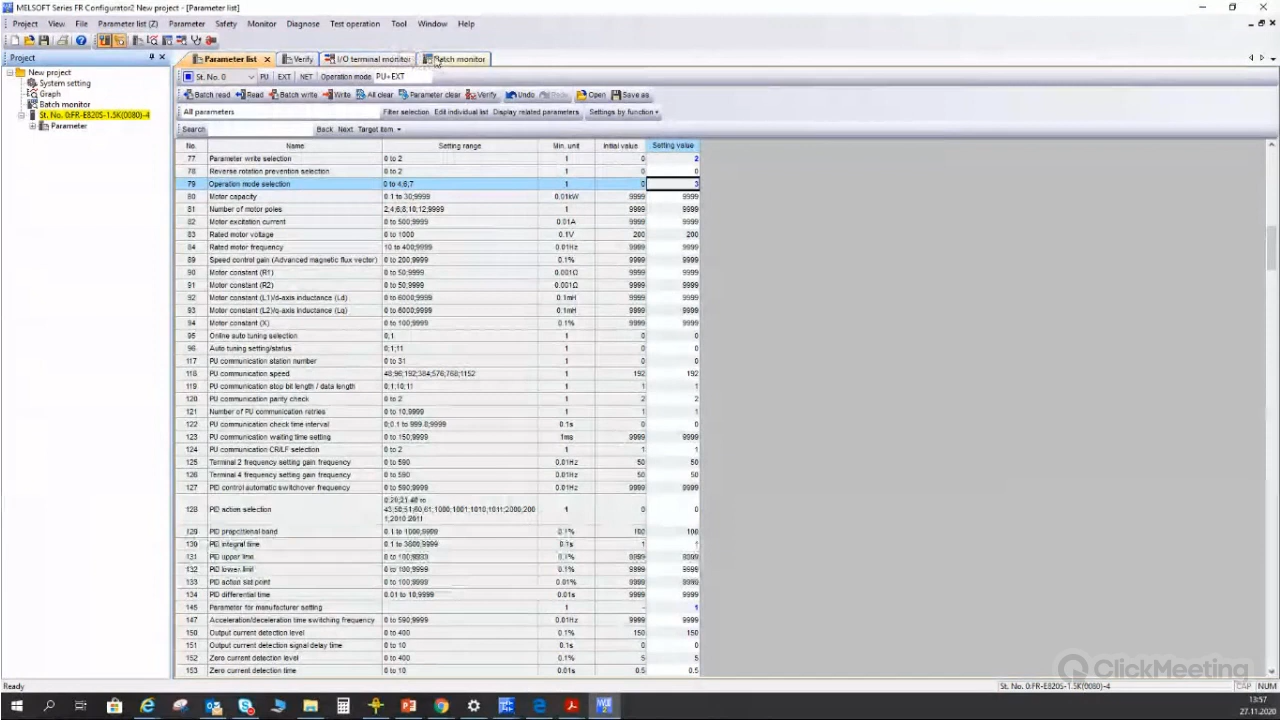 MELSOFT Series FR Configurator2 New project - [Parameter list]
Project View File Parameter list (Z) Parameter Safety Monitor Diagnose Test operation Tool Window Help
Project
Parameter list Verify I/O terminal monitor Batch monitor
New project
System setting
Graph
Batch monitor
St. No. 0:FR-E820S-1.5K(0080)-4
Parameter
St. No. 0 PU EXT NET Operation mode PU+EXT
Batch read Read Batch write Write All clear Parameter clear Verify Undo Redo Open Save as
All parameters Filter selection Edit individual list Display related parameters Settings by function
Search Back Next Target item
No. Name Setting range Min. unit Initial value Setting value
77 Parameter write selection 0 to 2 1 0 2
78 Reverse rotation prevention selection 0 to 2 1 0 0
79 Operation mode selection 0 to 4;6;7 1 0 3
80 Motor capacity 0.1 to 30;9999 0.01kW 9999 9999
81 Number of motor poles 2;4;6;8;10;12;9999 1 9999 9999
82 Motor excitation current 0 to 500;9999 0.01A 9999 9999
83 Rated motor voltage 0 to 1000 0.1V 200 200
84 Rated motor frequency 10 to 400;9999 0.01Hz 9999 9999
89 Speed control gain (Advanced magnetic flux vector) 0 to 200;9999 0.1% 9999 9999
90 Motor constant (R1) 0 to 50;9999 0.001Ω 9999 9999
91 Motor constant (R2) 0 to 50;9999 0.001Ω 9999 9999
92 Motor constant (L1)/d-axis inductance (Ld) 0 to 6000;9999 0.1mH 9999 9999
93 Motor constant (L2)/q-axis inductance (Lq) 0 to 6000;9999 0.1mH 9999 9999
94 Motor constant (X) 0 to 100;9999 0.1% 9999 9999
95 Online auto tuning selection 0;1 1 0 0
96 Auto tuning setting/status 0;1;11 1 0 0
117 PU communication station number 0 to 31 1 0 0
118 PU communication speed 48;96;192;384;576;768;1152 1 192 192
119 PU communication stop bit length / data length 0;1;10;11 1 1 1
120 PU communication parity check 0 to 2 1 2 2
121 Number of PU communication retries 0 to 10;9999 1 1 1
122 PU communication check time interval 0;0.1 to 999.8;9999 0.1s 0 0
123 PU communication waiting time setting 0 to 150;9999 1ms 9999 9999
124 PU communication CR/LF selection 0 to 2 1 1 1
125 Terminal 2 frequency setting gain frequency 0 to 590 0.01Hz 50 50
126 Terminal 4 frequency setting gain frequency 0 to 590 0.01Hz 50 50
127 PID control automatic switchover frequency 0 to 590;9999 0.01Hz 9999 9999
128 PID action selection 0;20;21;40 to 43;50;51;60;61;1000;1001;1010;1011;2000;2001;2010;2011 1 0 0
129 PID proportional band 0.1 to 1000;9999 0.1% 100 100
130 PID integral time 0.1 to 3600;9999 0.1s 1 1
131 PID upper limit 0 to 100;9999 0.1% 9999 9999
132 PID lower limit 0 to 100;9999 0.1% 9999 9999
133 PID action set point 0 to 100;9999 0.01% 9999 9999
134 PID differential time 0.01 to 10;9999 0.01s 9999 9999
145 Parameter for manufacturer setting 1 - 1
147 Acceleration/deceleration time switching frequency 0 to 590;9999 0.01Hz 9999 9999
150 Output current detection level 0 to 400 0.1% 150 150
151 Output current detection signal delay time 0 to 10 0.1s 0 0
152 Zero current detection level 0 to 400 0.1% 5 5
153 Zero current detection time 0 to 10 0.01s 0.5 0.5
ClickMeeting
Ready St. No. 0:FR-E820S-1.5K(0080)-4 CAP NUM
13:57
27.11.2020